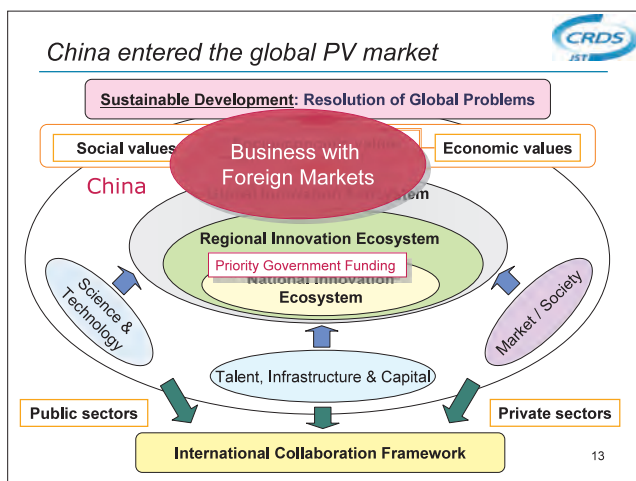 China entered the global PV market
CRDS
JST
Sustainable Development: Resolution of Global Problems
Social values
Economic values
Business with
Foreign Markets
China
Regional Innovation Ecosystem
Priority Government Funding
National Innovation
Ecosystem
Science &
Technology
Market / Society
Talent, Infrastructure & Capital
Public sectors
Private sectors
International Collaboration Framework
13